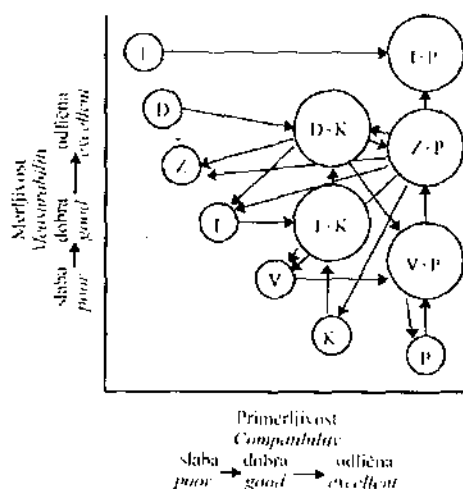 D
D - K
Z
Z - P
V
V - P
K
P
Merljivost
Measurability
slaba → dobra → odlična
poor good excellent
Primerljivost
Comparability
slaba → dobra → odlična
poor good excellent